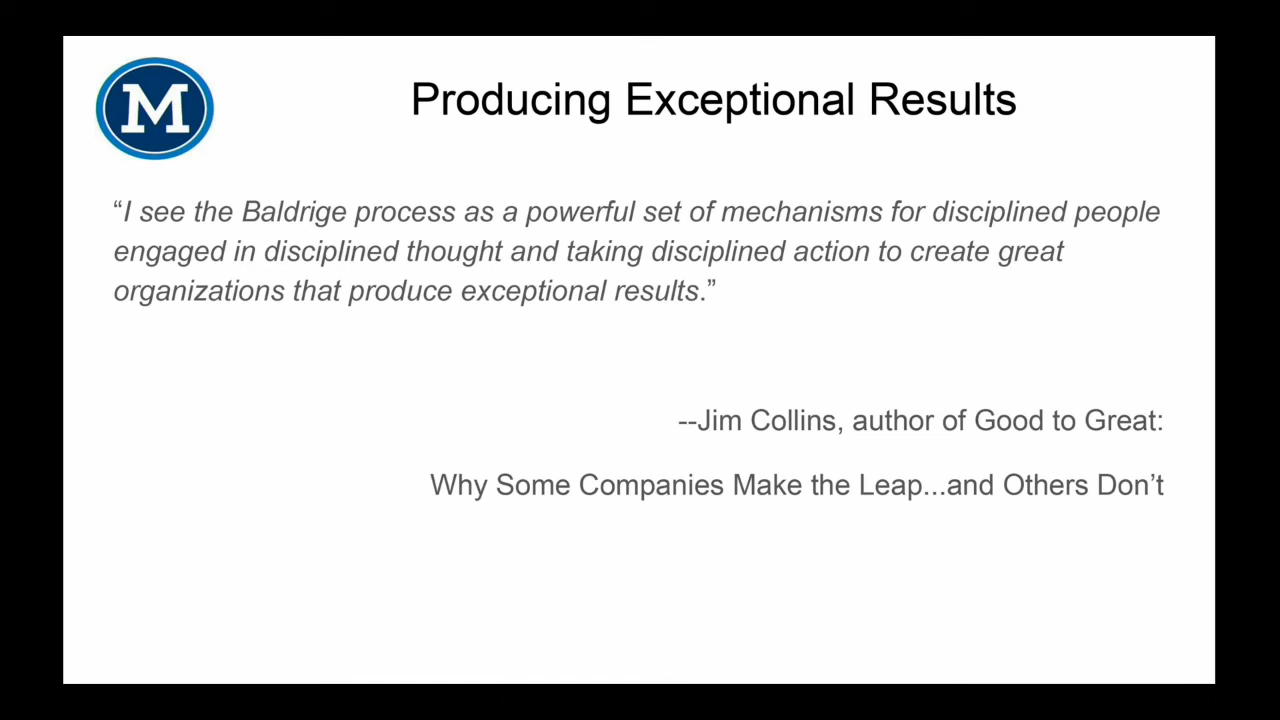 M
Producing Exceptional Results
“I see the Baldrige process as a powerful set of mechanisms for disciplined people
engaged in disciplined thought and taking disciplined action to create great
organizations that produce exceptional results.”
--Jim Collins, author of Good to Great:
Why Some Companies Make the Leap...and Others Don’t